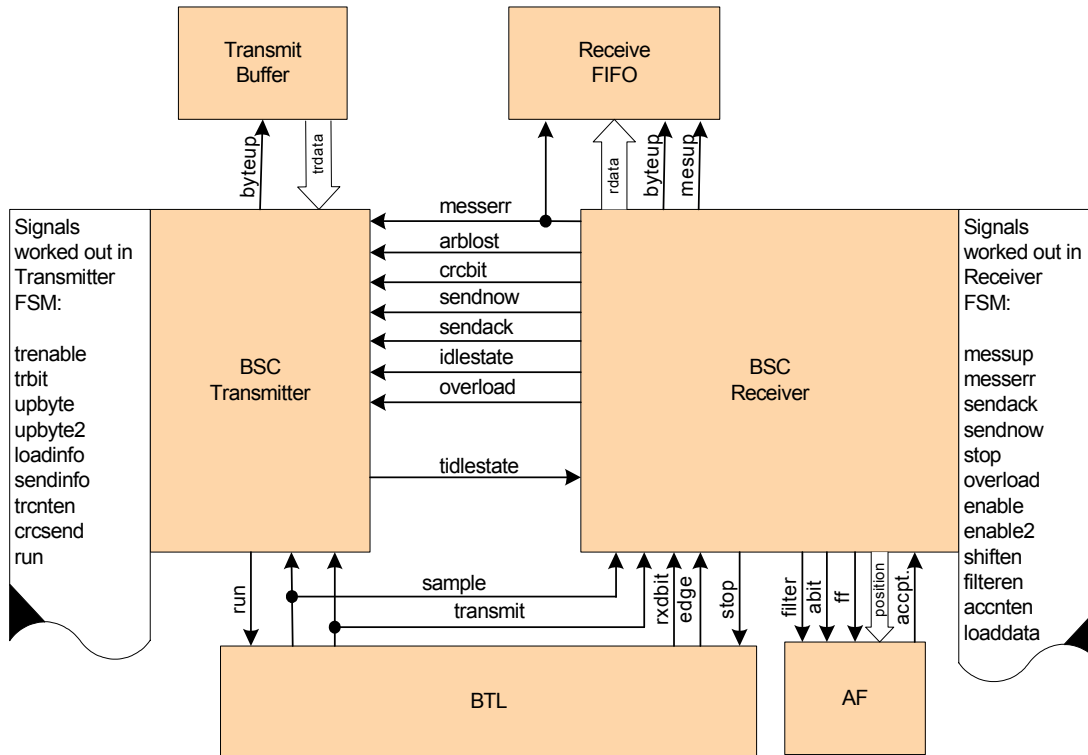 Transmit
Buffer
Receive
FIFO
byteup
trdata
rdata
byteup
mesup
Signals
worked out in
Transmitter
FSM:
trenable
trbit
upbyte
upbyte2
loadinfo
sendinfo
trcnten
crcsend
run
BSC
Transmitter
messerr
arblost
crcbit
sendnow
sendack
idlestate
overload
tidlestate
BSC
Receiver
Signals
worked out in
Receiver
FSM:
messup
messerr
sendack
sendnow
stop
overload
enable
enable2
shiften
filteren
accnten
loaddata
run
sample
transmit
rxdbit
edge
stop
filter
abit
ff
position
accpt.
BTL
AF